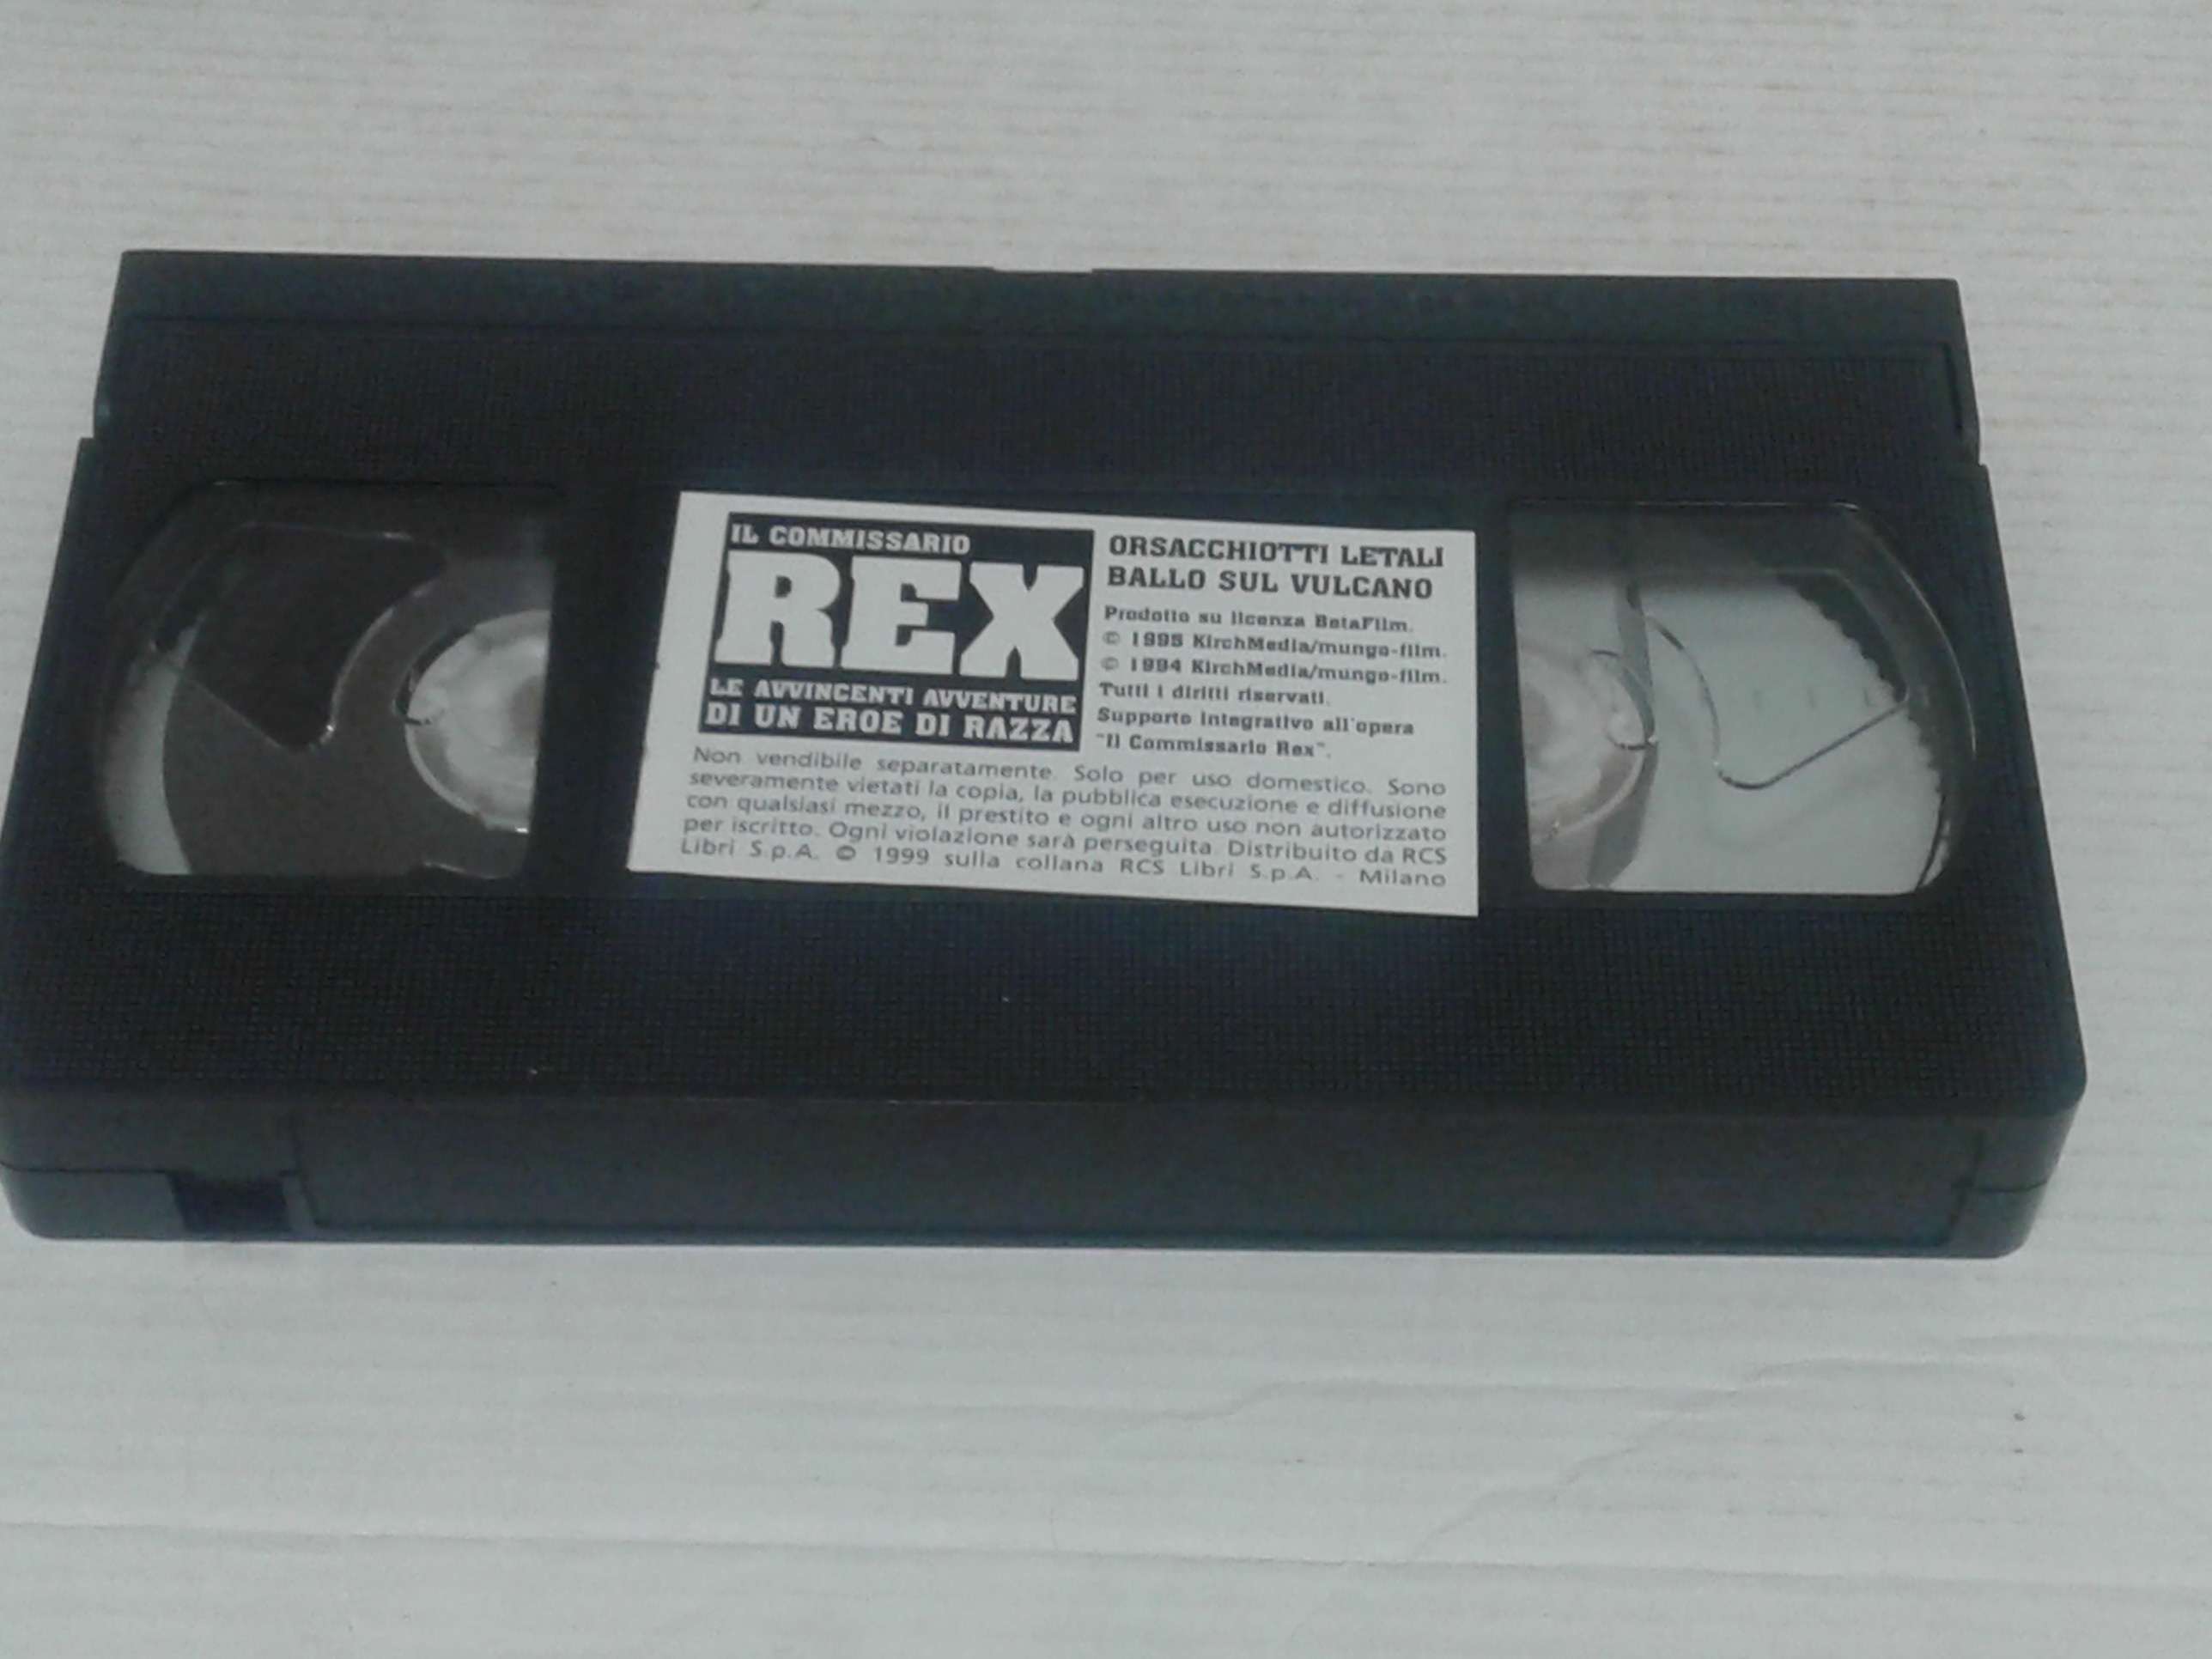 IL COMMISSARIO
REX
LE AVVINCENTI AVVENTURE
DI UN EROE DI RAZZA
ORSACCHIOTTI LETALI
BALLO SUL VULCANO
Prodotto su licenza BetaFilm.
© 1995 KirchMedia/mungo-film.
© 1994 KirchMedia/mungo-film.
Tutti i diritti riservati.
Supporto integrativo all'opera
"Il Commissario Rex".
Non vendibile separatamente. Solo per uso domestico. Sono
severamente vietati la copia, la pubblica esecuzione e diffusione
con qualsiasi mezzo, il prestito e ogni altro uso non autorizzato
per iscritto. Ogni violazione sarà perseguita. Distribuito da RCS
Libri S.p.A. © 1999 sulla collana RCS Libri S.p.A. - Milano